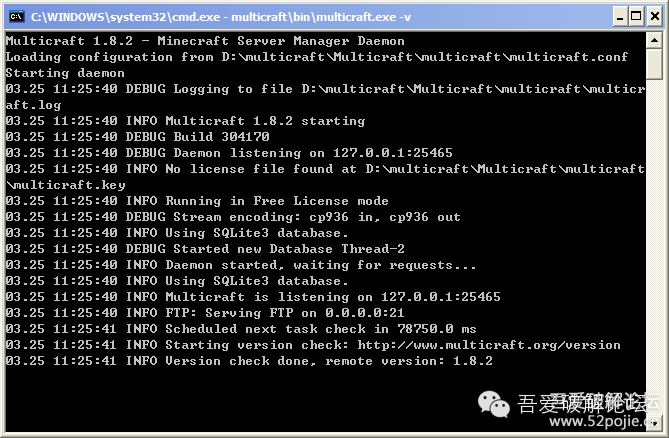 C:\WINDOWS\system32\cmd.exe - multicraft\bin\multicraft.exe -v
Multicraft 1.8.2 - Minecraft Server Manager Daemon
Loading configuration from D:\multicraft\Multicraft\multicraft\multicraft.conf
Starting daemon
03.25 11:25:40 DEBUG Logging to file D:\multicraft\Multicraft\multicraft\multicr
aft.log
03.25 11:25:40 INFO Multicraft 1.8.2 starting
03.25 11:25:40 DEBUG Build 304170
03.25 11:25:40 DEBUG Daemon listening on 127.0.0.1:25465
03.25 11:25:40 INFO No license file found at D:\multicraft\Multicraft\multicraft
\multicraft.key
03.25 11:25:40 INFO Running in Free License mode
03.25 11:25:40 DEBUG Stream encoding: cp936 in, cp936 out
03.25 11:25:40 INFO Using SQLite3 database.
03.25 11:25:40 DEBUG Started new Database Thread-2
03.25 11:25:40 INFO Daemon started, waiting for requests...
03.25 11:25:40 INFO Using SQLite3 database.
03.25 11:25:40 INFO Multicraft is listening on 127.0.0.1:25465
03.25 11:25:40 INFO FTP: Serving FTP on 0.0.0.0:21
03.25 11:25:41 INFO Scheduled next task check in 78750.0 ms
03.25 11:25:41 INFO Starting version check: http://www.multicraft.org/version
03.25 11:25:41 INFO Version check done, remote version: 1.8.2
吾爱破解论坛
吾爱破解论坛
www.52pojie.cn